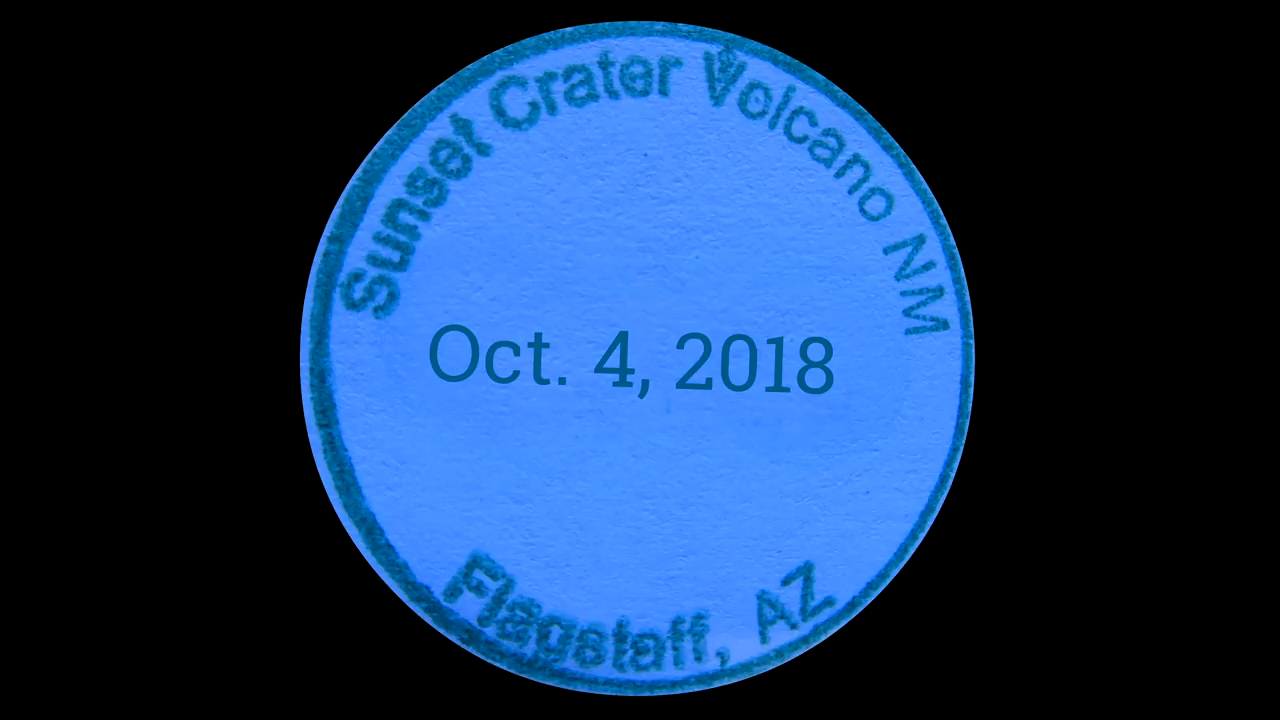 Sunset Crater Volcano NM
Oct. 4, 2018
Flagstaff, AZ